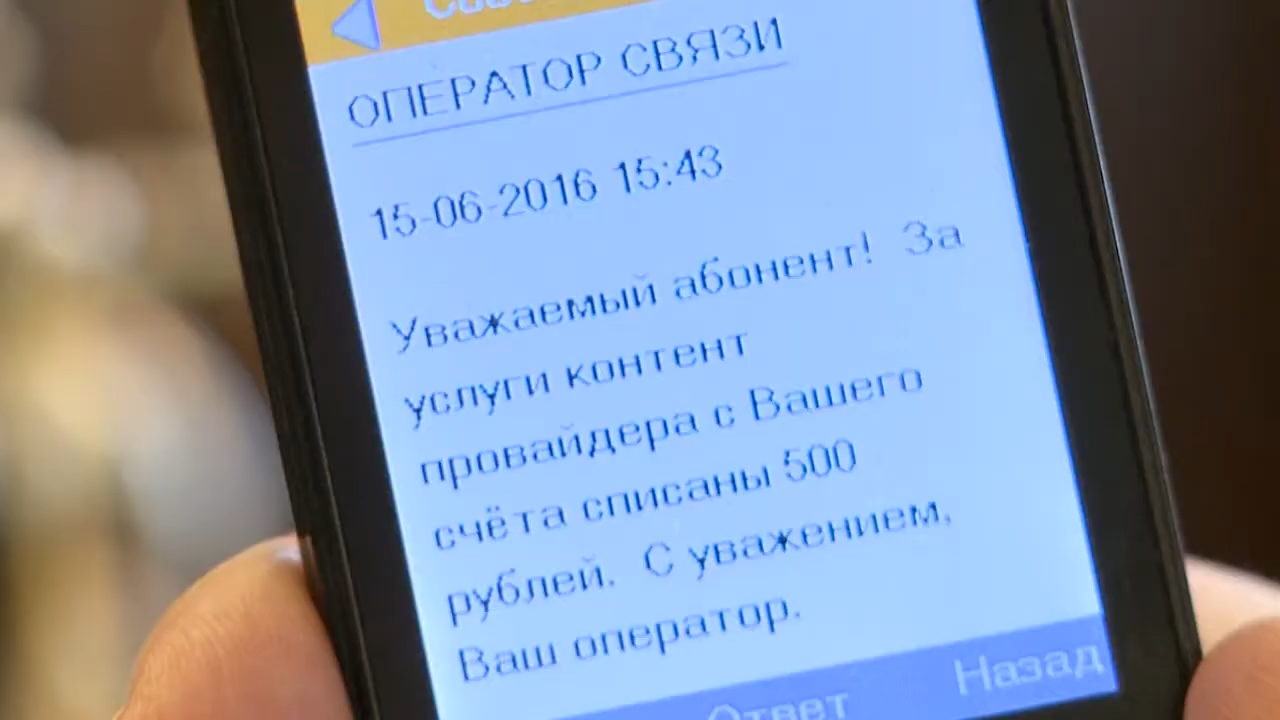 ОПЕРАТОР СВЯЗИ
15-06-2016 15:43
Уважаемый абонент! За
услуги контент
провайдера с Вашего
счёта списаны 500
рублей. С уважением,
Ваш оператор.
Ответ Назад